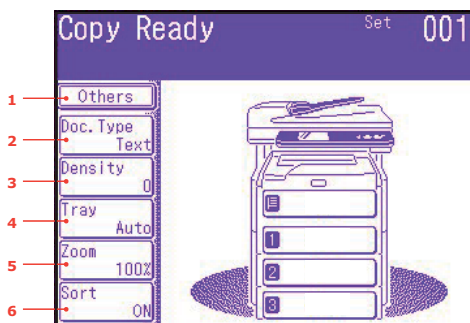 Copy Ready Set 001
1 Others
2 Doc.Type
Text
3 Density
0
4 Tray
Auto
5 Zoom
100%
6 Sort
ON
1
2
3